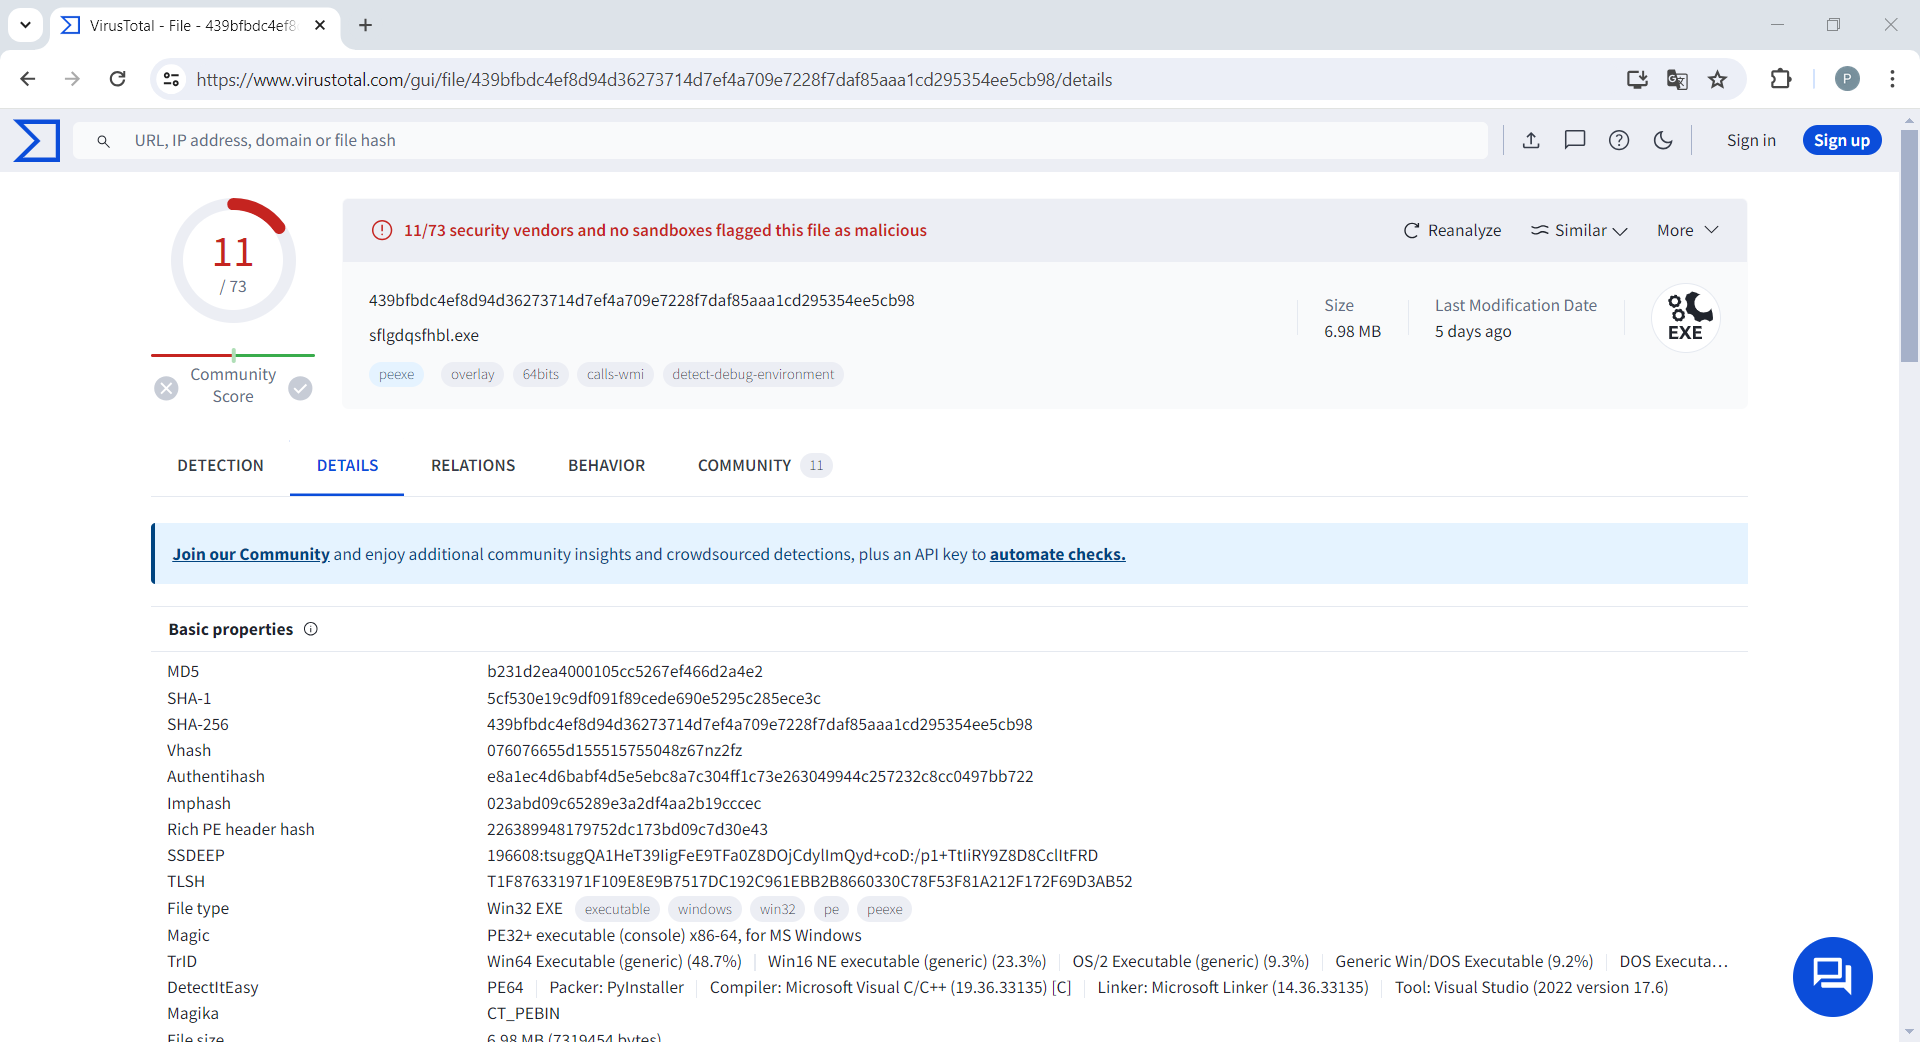 VirusTotal - File - 439bfbdc4ef8
https://www.virustotal.com/gui/file/439bfbdc4ef8d94d36273714d7ef4a709e7228f7daf85aaa1cd295354ee5cb98/details
P
URL, IP address, domain or file hash
Sign in
Sign up
11
/ 73
Community
Score
11/73 security vendors and no sandboxes flagged this file as malicious
Reanalyze
Similar
More
439bfbdc4ef8d94d36273714d7ef4a709e7228f7daf85aaa1cd295354ee5cb98
sflgdqsfhbl.exe
peexe overlay 64bits calls-wmi detect-debug-environment
Size
6.98 MB
Last Modification Date
5 days ago
EXE
DETECTION DETAILS RELATIONS BEHAVIOR COMMUNITY 11
Join our Community and enjoy additional community insights and crowdsourced detections, plus an API key to automate checks.
Basic properties
MD5 b231d2ea4000105cc5267ef466d2a4e2
SHA-1 5cf530e19c9df091f89cede690e5295c285ece3c
SHA-256 439bfbdc4ef8d94d36273714d7ef4a709e7228f7daf85aaa1cd295354ee5cb98
Vhash 076076655d155515755048z67nz2fz
Authentihash e8a1ec4d6babf4d5e5ebc8a7c304ff1c73e263049944c257232c8cc0497bb722
Imphash 023abd09c65289e3a2df4aa2b19cccec
Rich PE header hash 226389948179752dc173bd09c7d30e43
SSDEEP 196608:tsuggQA1HeT39IigFeE9TFa0Z8DOjCdylImQyd+coD:/p1+TtIiRY9Z8D8CclItFRD
TLSH T1F876331971F109E8E9B7517DC192C961EBB2B8660330C78F53F81A212F172F69D3AB52
File type Win32 EXE executable windows win32 pe peexe
Magic PE32+ executable (console) x86-64, for MS Windows
TrID Win64 Executable (generic) (48.7%) Win16 NE executable (generic) (23.3%) OS/2 Executable (generic) (9.3%) Generic Win/DOS Executable (9.2%) DOS Executa...
DetectItEasy PE64 Packer: PyInstaller Compiler: Microsoft Visual C/C++ (19.36.33135) [C] Linker: Microsoft Linker (14.36.33135) Tool: Visual Studio (2022 version 17.6)
Magika CT_PEBIN
File size 6.98 MB (7319454 bytes)